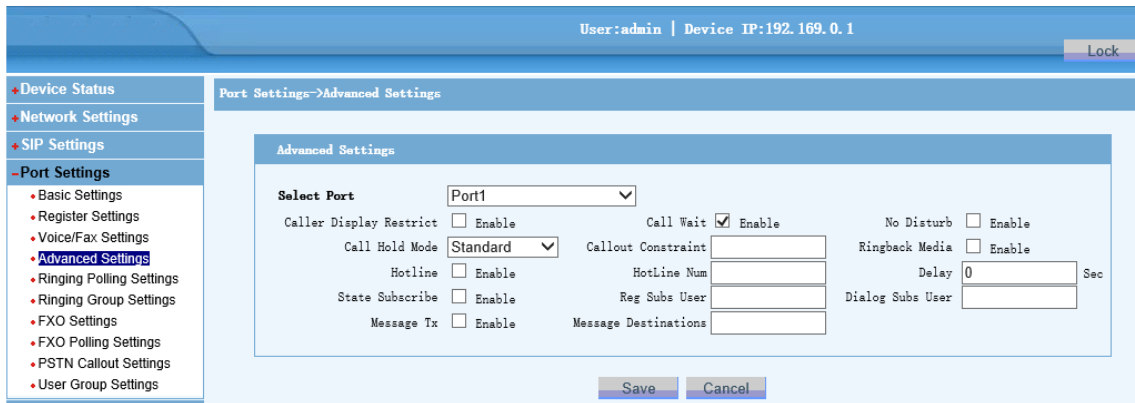 User:admin | Device IP:192.169.0.1
Lock
Device Status
Network Settings
SIP Settings
Port Settings
Basic Settings
Register Settings
Voice/Fax Settings
Advanced Settings
Ringing Polling Settings
Ringing Group Settings
FXO Settings
FXO Polling Settings
PSTN Callout Settings
User Group Settings
Port Settings->Advanced Settings
Advanced Settings
Select Port Port1
Caller Display Restrict Enable Call Wait Enable No Disturb Enable
Call Hold Mode Standard Callout Constraint Ringback Media Enable
Hotline Enable HotLine Num Delay 0 Sec
State Subscribe Enable Reg Subs User Dialog Subs User
Message Tx Enable Message Destinations
Save Cancel